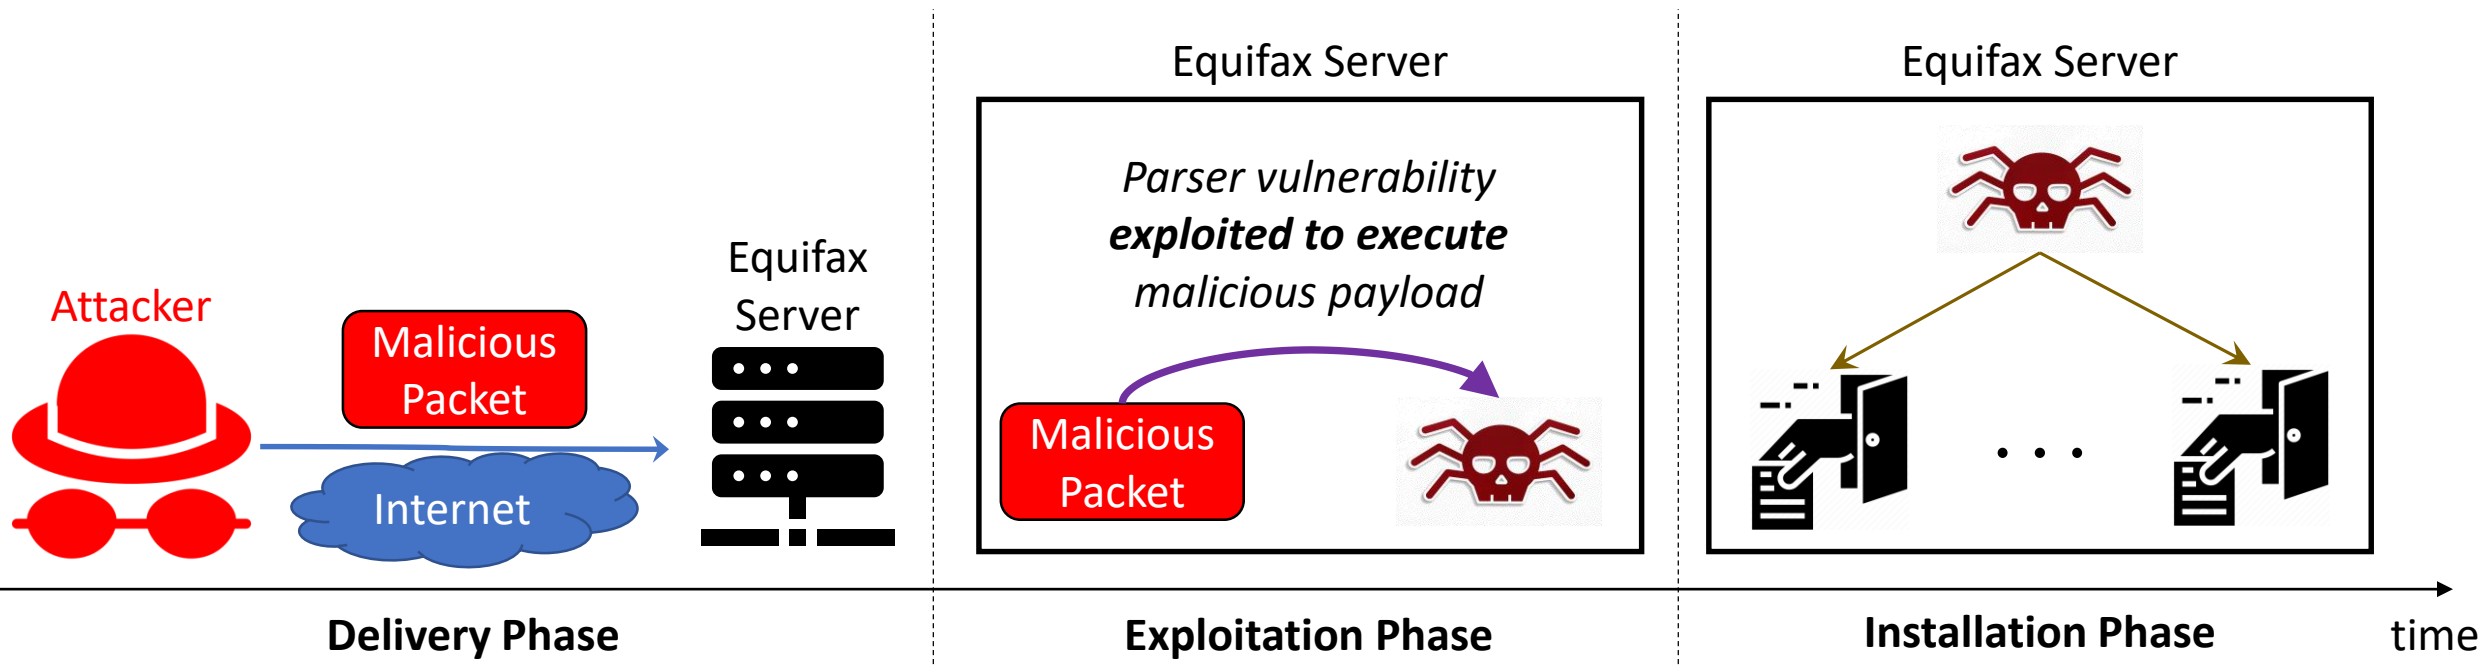 Attacker
Malicious
Packet
Internet
Equifax
Server
Delivery Phase
Equifax Server
Parser vulnerability
exploited to execute
malicious payload
Malicious
Packet
Exploitation Phase
Equifax Server
. . .
Installation Phase
time